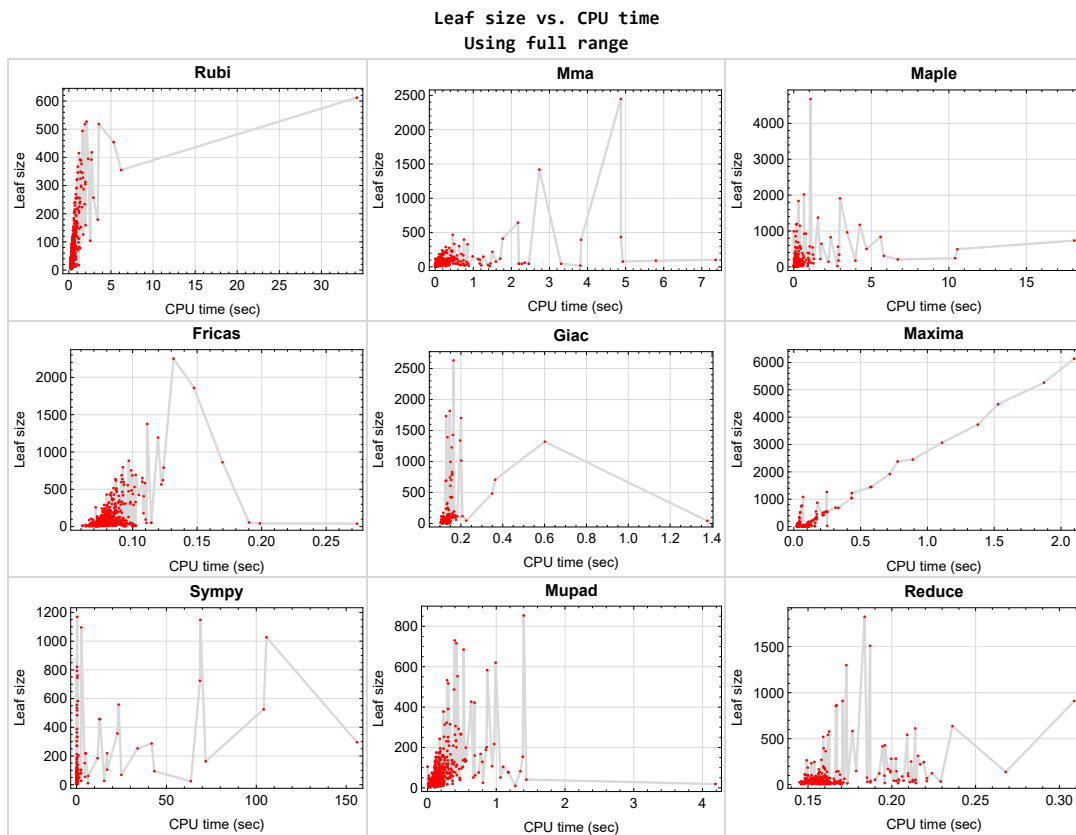 Leaf size vs. CPU time
Using full range
Rubi
Leaf size
600
500
400
300
200
100
0
0 5 10 15 20 25 30
CPU time (sec)
Mma
Leaf size
2500
2000
1500
1000
500
0
0 1 2 3 4 5 6 7
CPU time (sec)
Maple
Leaf size
4000
3000
2000
1000
0
0 5 10 15
CPU time (sec)
Fricas
Leaf size
2000
1500
1000
500
0
0.10 0.15 0.20 0.25
CPU time (sec)
Giac
Leaf size
2500
2000
1500
1000
500
0
0.2 0.4 0.6 0.8 1.0 1.2 1.4
CPU time (sec)
Maxima
Leaf size
6000
5000
4000
3000
2000
1000
0
0.0 0.5 1.0 1.5 2.0
CPU time (sec)
Sympy
Leaf size
1200
1000
800
600
400
200
0
0 50 100 150
CPU time (sec)
Mupad
Leaf size
800
600
400
200
0
0 1 2 3 4
CPU time (sec)
Reduce
Leaf size
1500
1000
500
0
0.15 0.20 0.25 0.30
CPU time (sec)